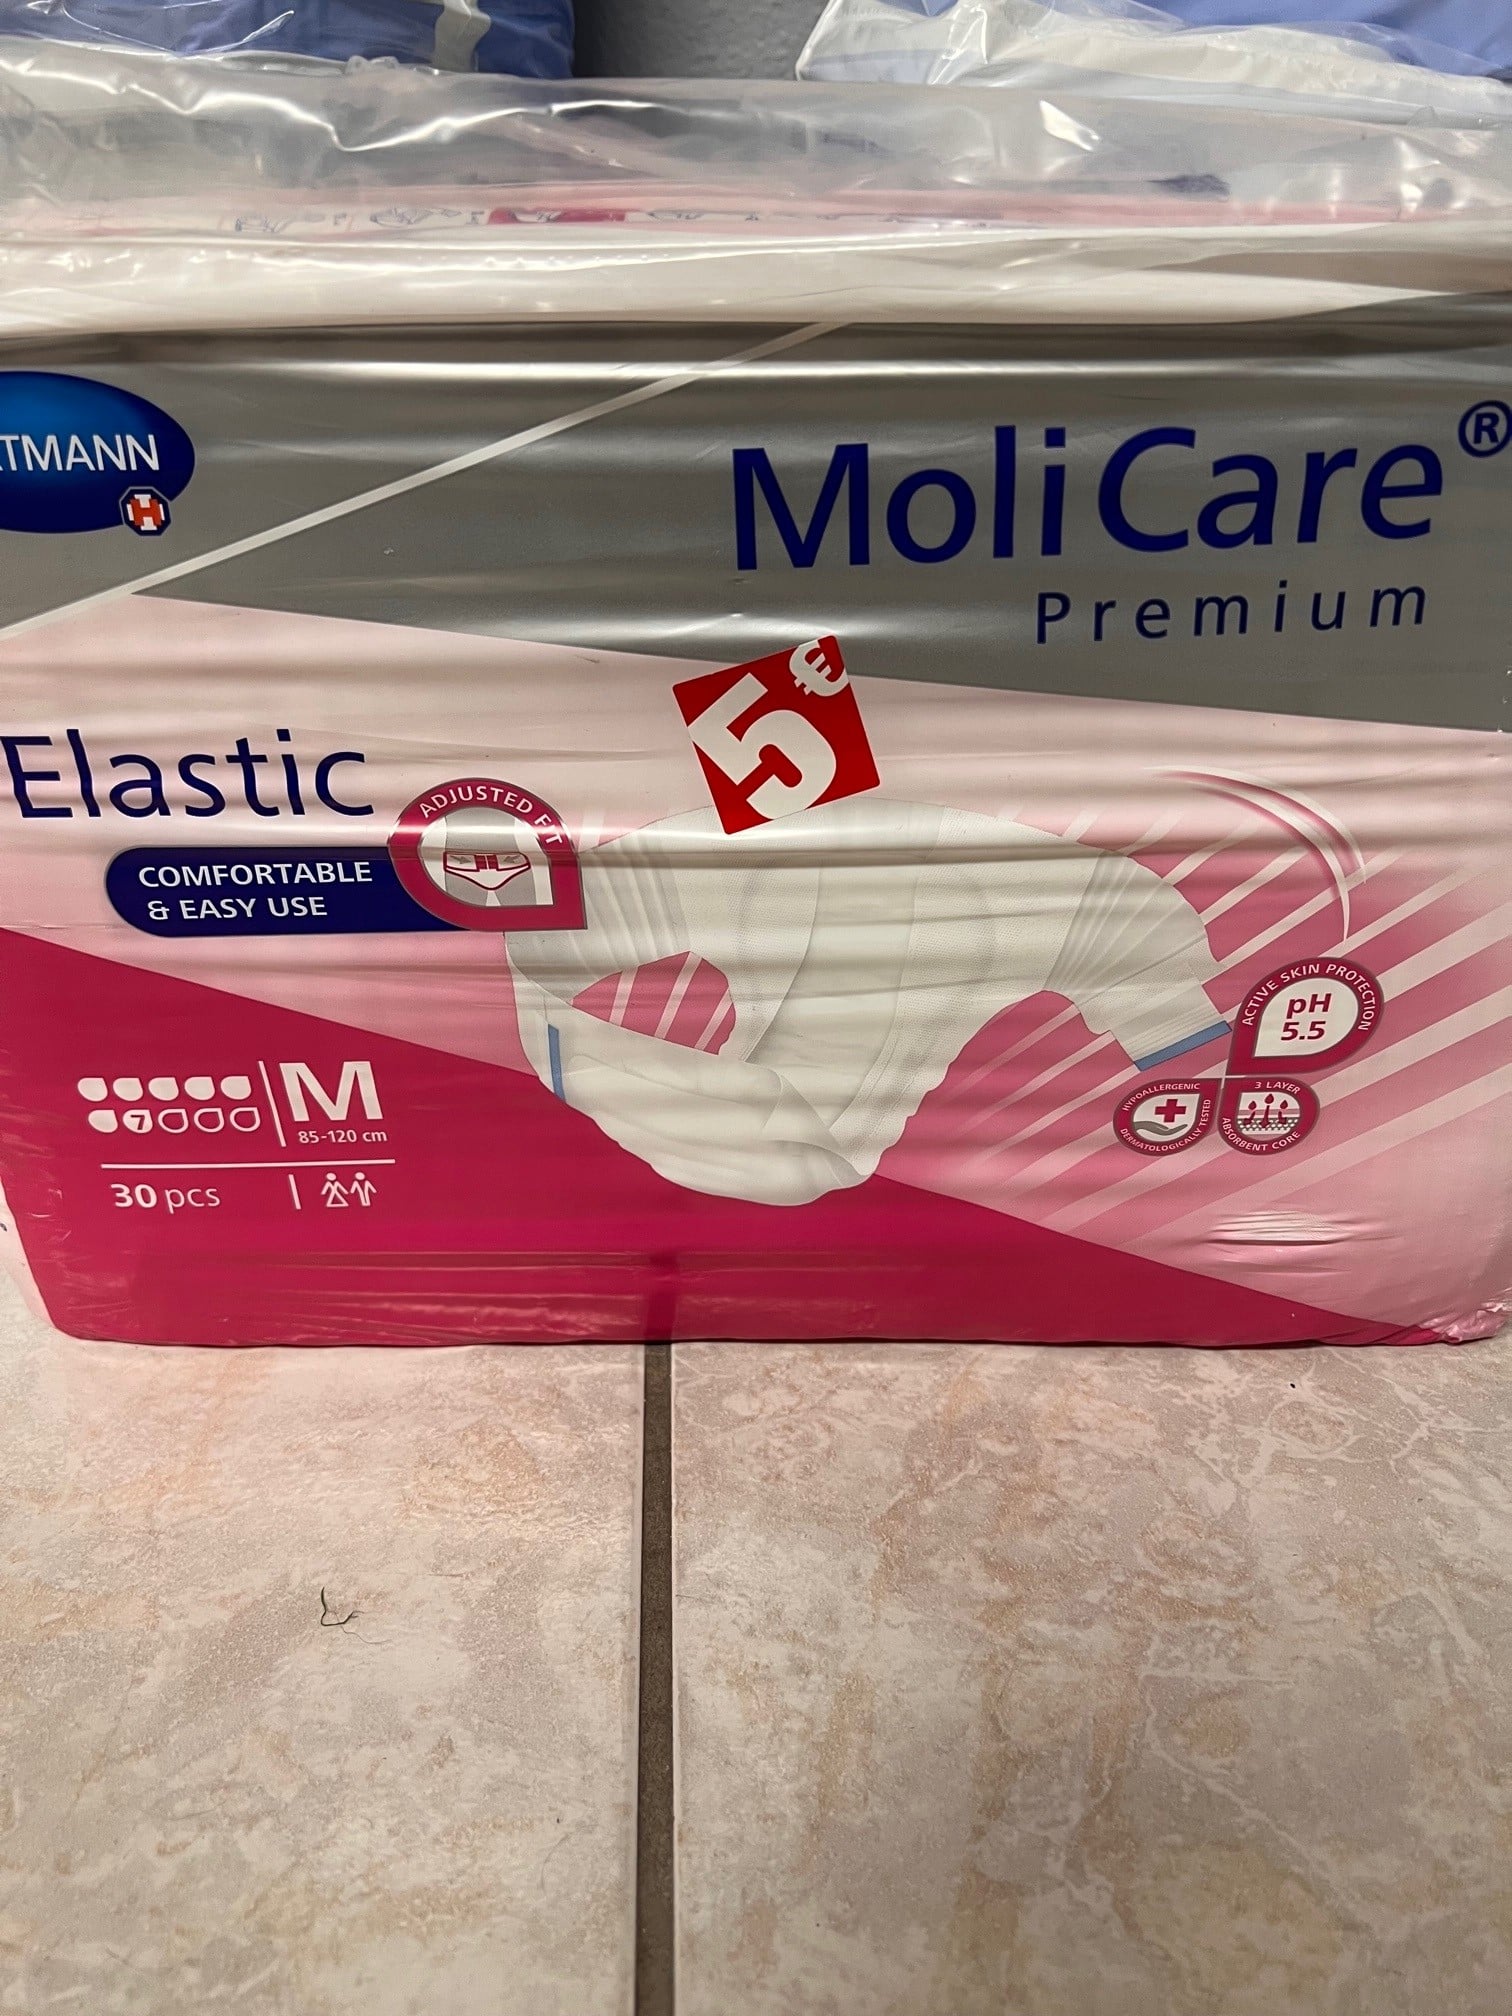 TMANN
H
MoliCare®
Premium
5€
Elastic
ADJUSTED FIT
COMFORTABLE
& EASY USE
ACTIVE SKIN PROTECTION
pH
5.5
HYPOALLERGENIC
DERMATOLOGICALLY TESTED
3 LAYER
ABSORBENT CORE
7
M
85-120 cm
30 pcs